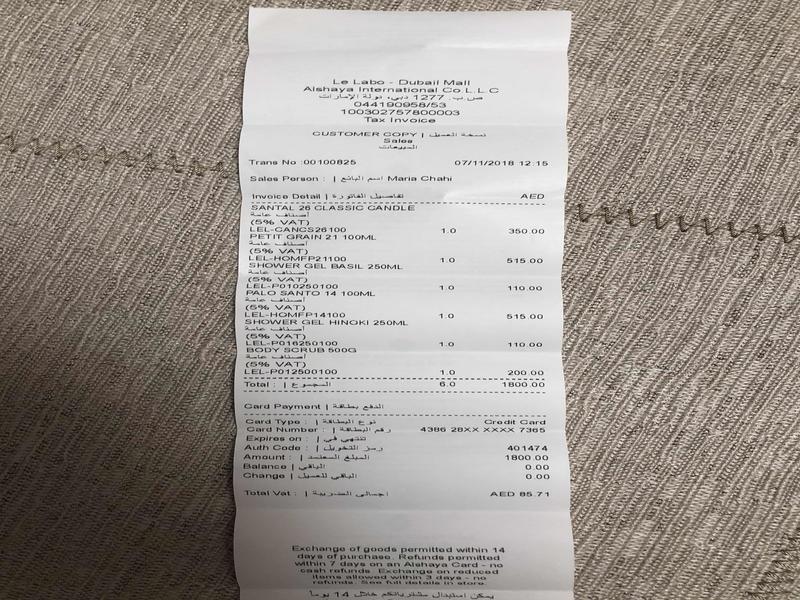 Le Labo - Dubail Mall
Alshaya International Co.L.L.C
ص.ب. 1277 دبي، دولة الإمارات
044190958/53
100302757800003
Tax Invoice
CUSTOMER COPY | نسخة العميل
Sales
المبيعات
Trans No :00100825 07/11/2018 12:15
Sales Person : | اسم البائع Maria Chahi
Invoice Detail | تفاصيل الفاتورة AED
SANTAL 26 CLASSIC CANDLE
أصناف عامة
(5% VAT)
LEL-CANCS26100 1.0 350.00
PETIT GRAIN 21 100ML
أصناف عامة
(5% VAT)
LEL-HOMFP21100 1.0 515.00
SHOWER GEL BASIL 250ML
أصناف عامة
(5% VAT)
LEL-P010250100 1.0 110.00
PALO SANTO 14 100ML
أصناف عامة
(5% VAT)
LEL-HOMFP14100 1.0 515.00
SHOWER GEL HINOKI 250ML
أصناف عامة
(5% VAT)
LEL-P016250100 1.0 110.00
BODY SCRUB 500G
أصناف عامة
(5% VAT)
LEL-P012500100 1.0 200.00
Total : | المجموع 6.0 1800.00
Card Payment | الدفع بطاقة
Card Type : | نوع البطاقة Credit Card
Card Number : | رقم البطاقة 4386 28XX XXXX 7365
Expires on : | تنتهي في
Auth Code : | رمز التخويل 401474
Amount : | المبلغ المعتمد 1800.00
Balance | الباقي 0.00
Change | الباقي للعميل 0.00
Total Vat : | اجمالى الضريبة AED 85.71
Exchange of goods permitted within 14
days of purchase. Refunds permitted
within 7 days on an Alshaya Card - no
cash refunds. Exchange on reduced
items allowed within 3 days - no
refunds. See full details in store.
يمكن استبدال مشترياتكم خلال 14 يوماً